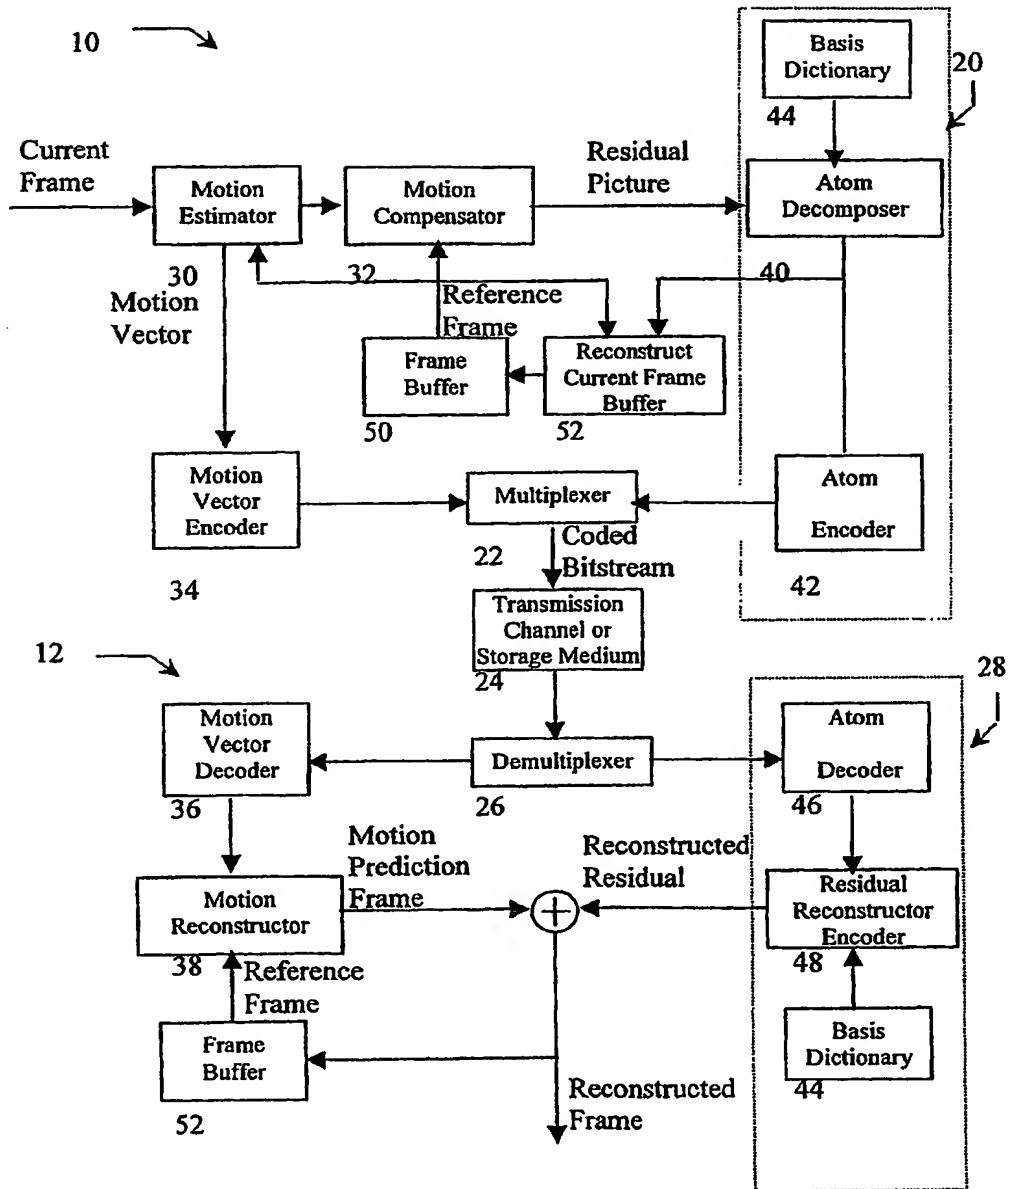 10
Basis
Dictionary
20
44
Current
Frame
Residual
Picture
Motion
Estimator
Motion
Compensator
Atom
Decomposer
30
32
40
Motion
Vector
Reference
Frame
Frame
Buffer
Reconstruct
Current Frame
Buffer
50
52
Motion
Vector
Encoder
Multiplexer
Atom
Encoder
22
Coded
Bitstream
34
42
Transmission
Channel or
Storage Medium
24
12
28
Motion
Vector
Decoder
Demultiplexer
Atom
Decoder
36
26
46
Motion
Prediction
Frame
Reconstructed
Residual
Motion
Reconstructor
Residual
Reconstructor
Encoder
38
48
Reference
Frame
Frame
Buffer
Basis
Dictionary
44
52
Reconstructed
Frame